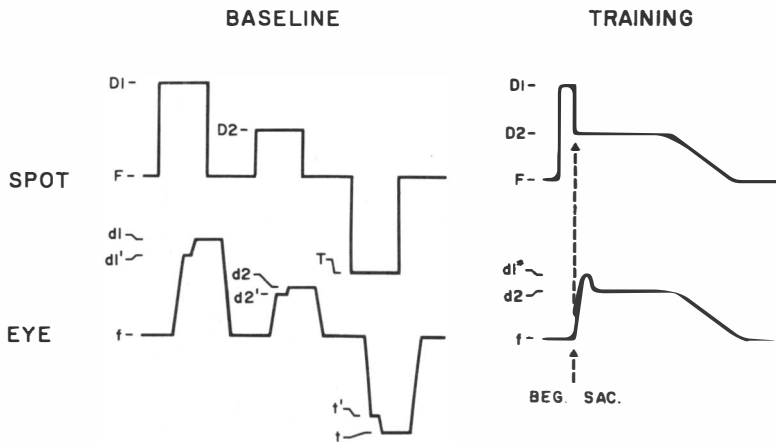 BASELINE
TRAINING
D1-
D2-
F-
SPOT
T
d1
d1'
d2
d2'-
f-
EYE
t'
t
D1-
D2-
F-
d1*
d2
f-
BEG. SAC.